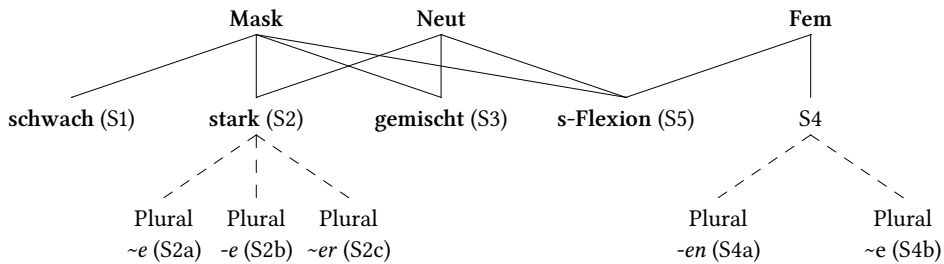 Mask Neut Fem
schwach (S1) stark (S2) gemischt (S3) s-Flexion (S5) S4
Plural Plural Plural Plural Plural
~e (S2a) -e (S2b) ~er (S2c) -en (S4a) ~e (S4b)